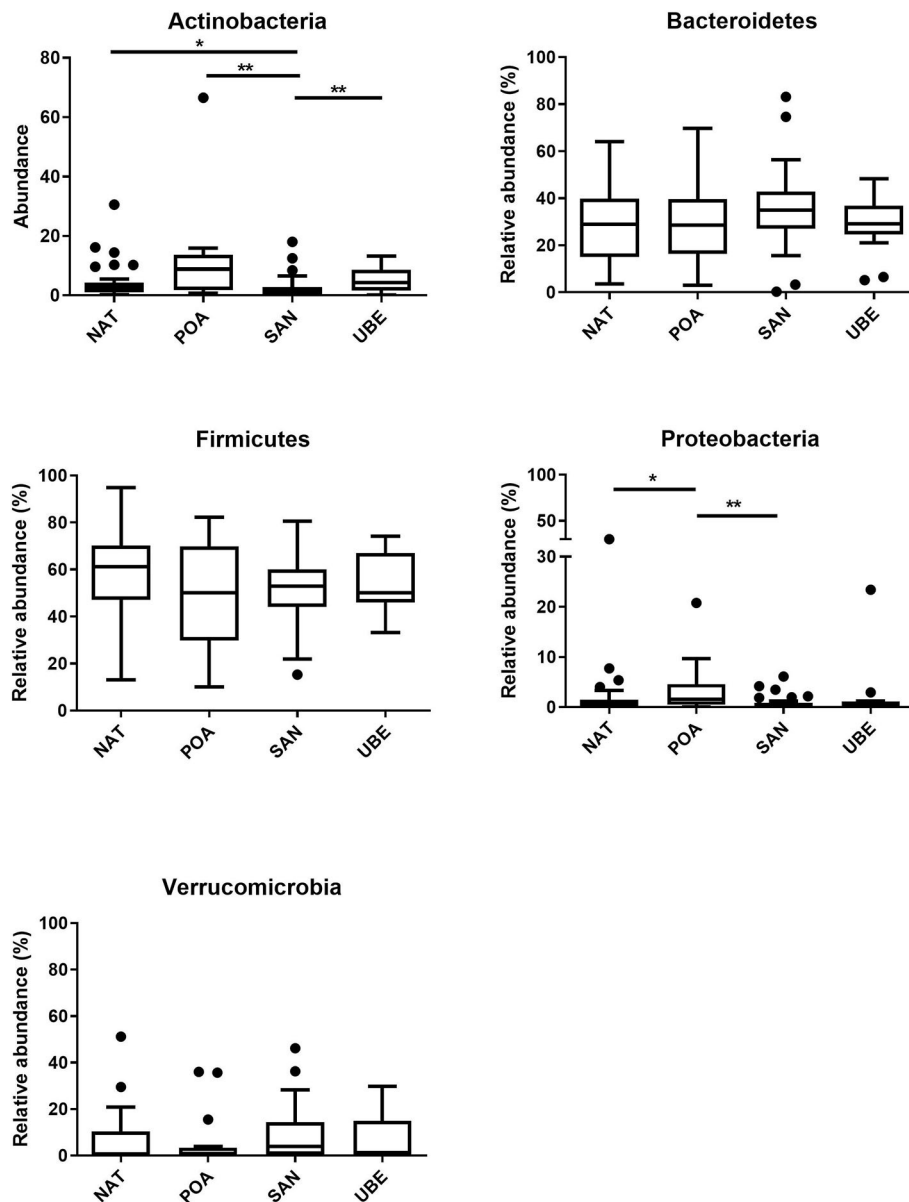 Actinobacteria
Abundance
80
60
40
20
0
*
**
**
NAT
POA
SAN
UBE
Bacteroidetes
Relative abundance (%)
100
80
60
40
20
0
NAT
POA
SAN
UBE
Firmicutes
Relative abundance (%)
100
80
60
40
20
0
NAT
POA
SAN
UBE
Proteobacteria
Relative abundance (%)
100
50
30
20
10
0
*
**
NAT
POA
SAN
UBE
Verrucomicrobia
Relative abundance (%)
100
80
60
40
20
0
NAT
POA
SAN
UBE